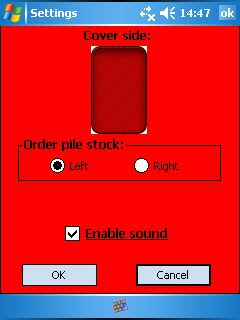 Settings 14:47 ok
Cover side:
Order pile stock:
Left Right
Enable sound
OK Cancel